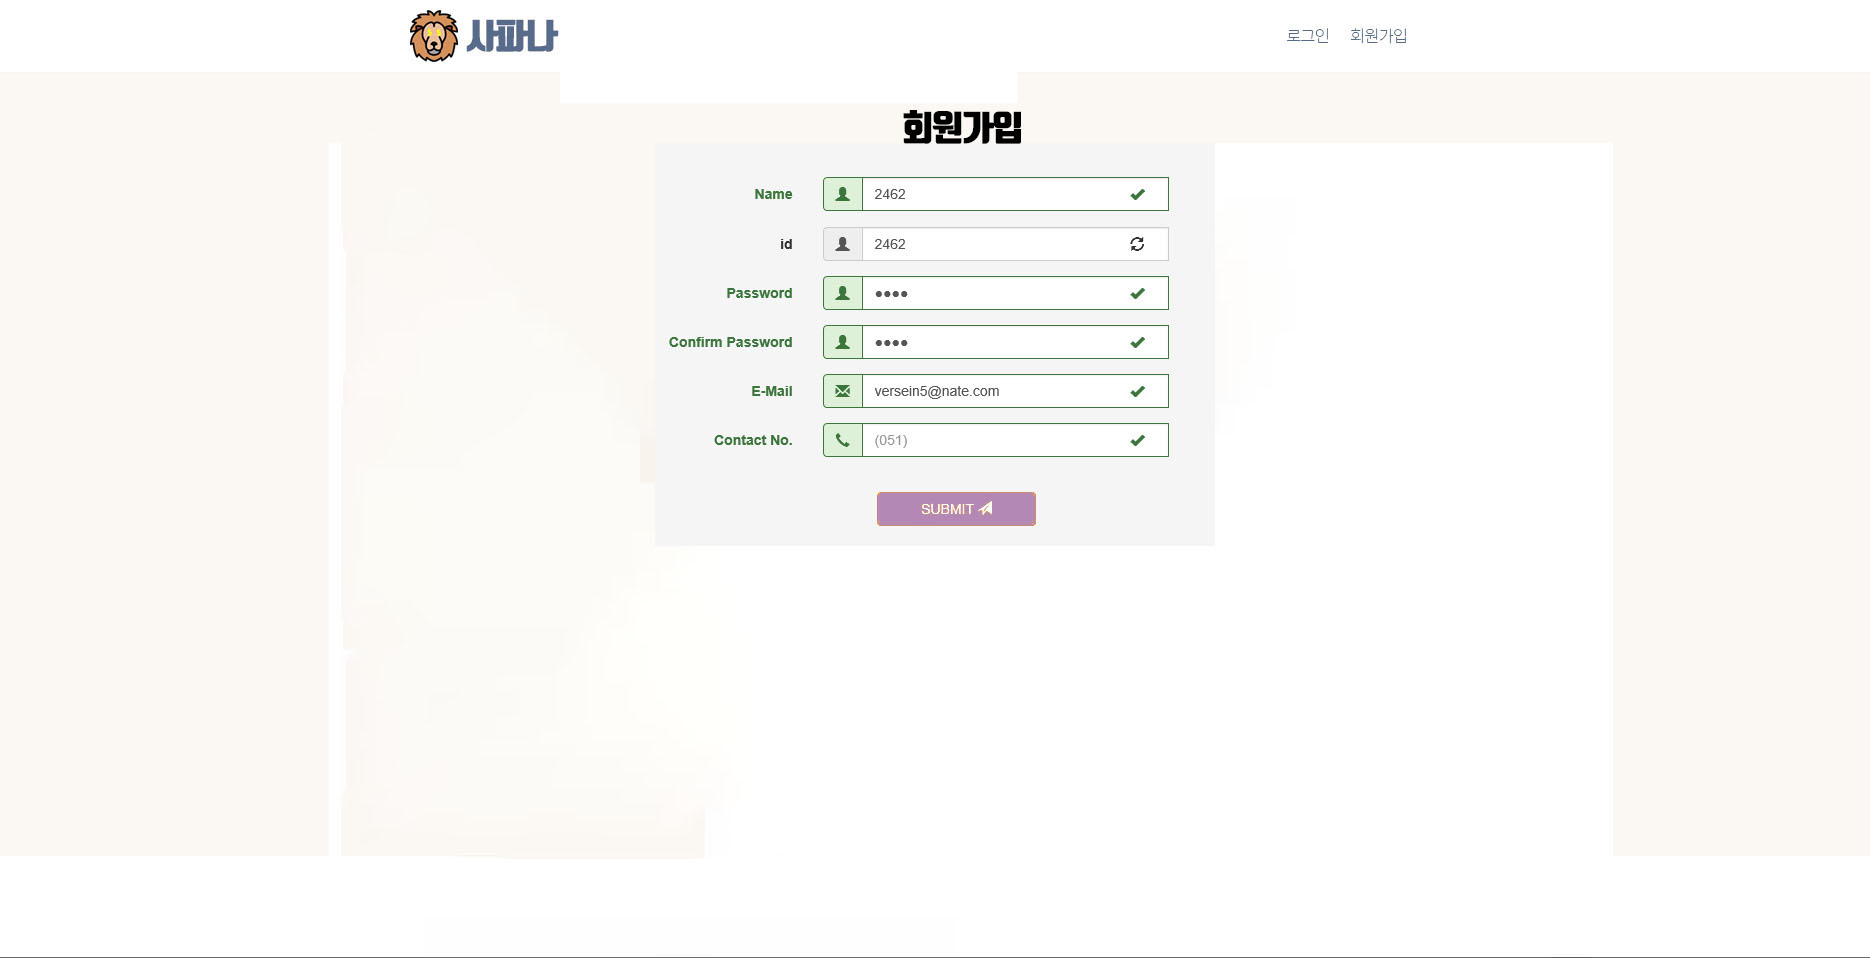 사파나
로그인 회원가입
회원가입
Name 2462
id 2462
Password ●●●●
Confirm Password ●●●●
E-Mail versein5@nate.com
Contact No. (051)
SUBMIT